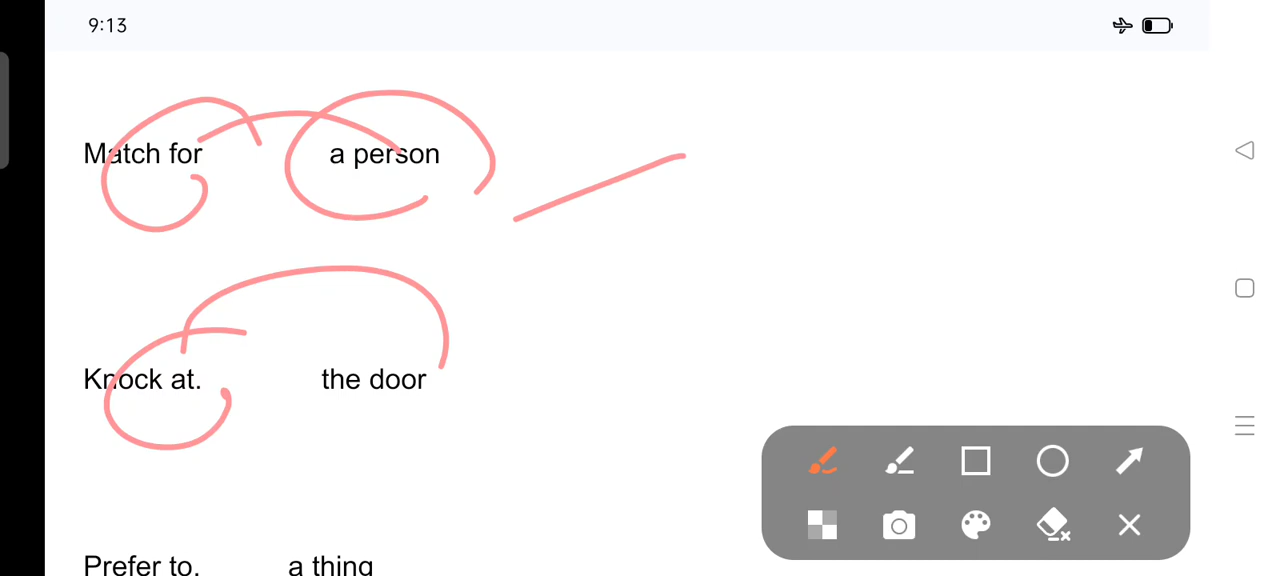 9:13
Match for a person
Knock at. the door
Prefer to. a thing